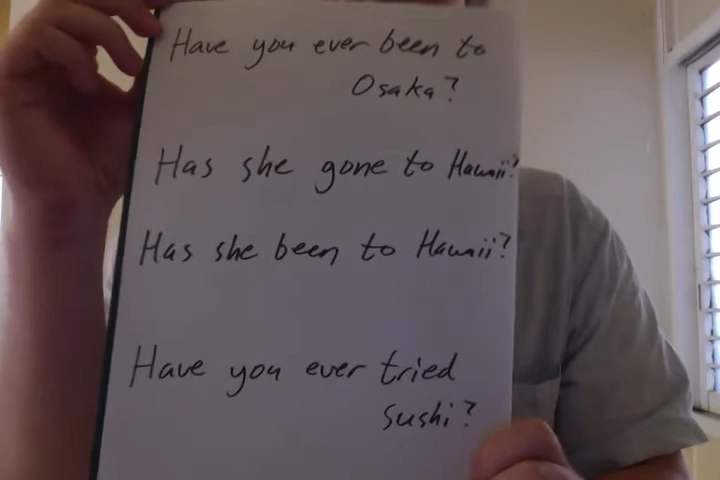 Have you ever been to
Osaka?
Has she gone to Hawaii?
Has she been to Hawaii?
Have you ever tried
sushi?